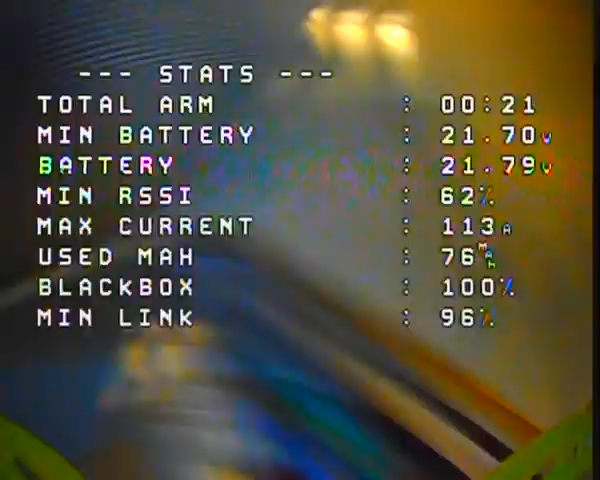 --- STATS ---
TOTAL ARM : 00:21
MIN BATTERY : 21.70V
BATTERY : 21.79V
MIN RSSI : 62%
MAX CURRENT : 113A
USED MAH : 76mAh
BLACKBOX : 100%
MIN LINK : 96%